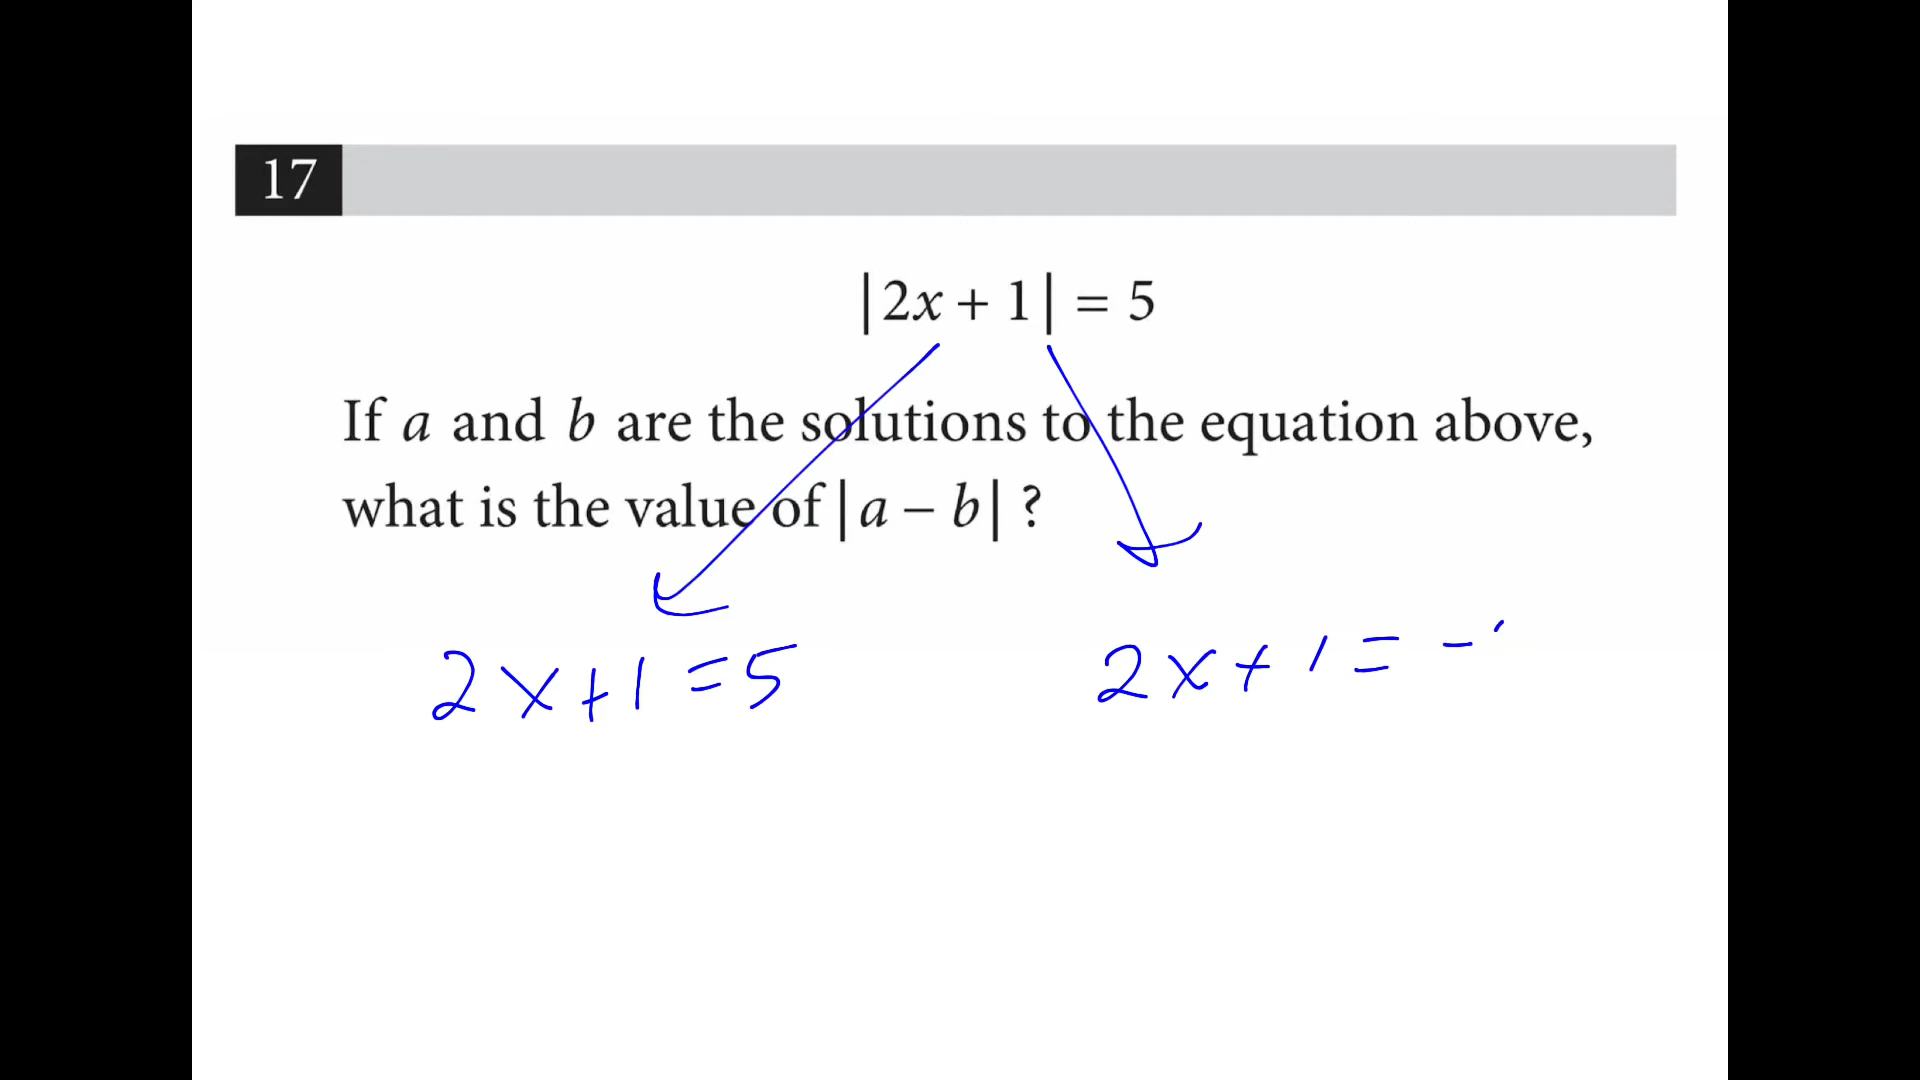 17
|2x + 1| = 5
If a and b are the solutions to the equation above,
what is the value of |a – b| ?
2x+1=5
2x+1=-